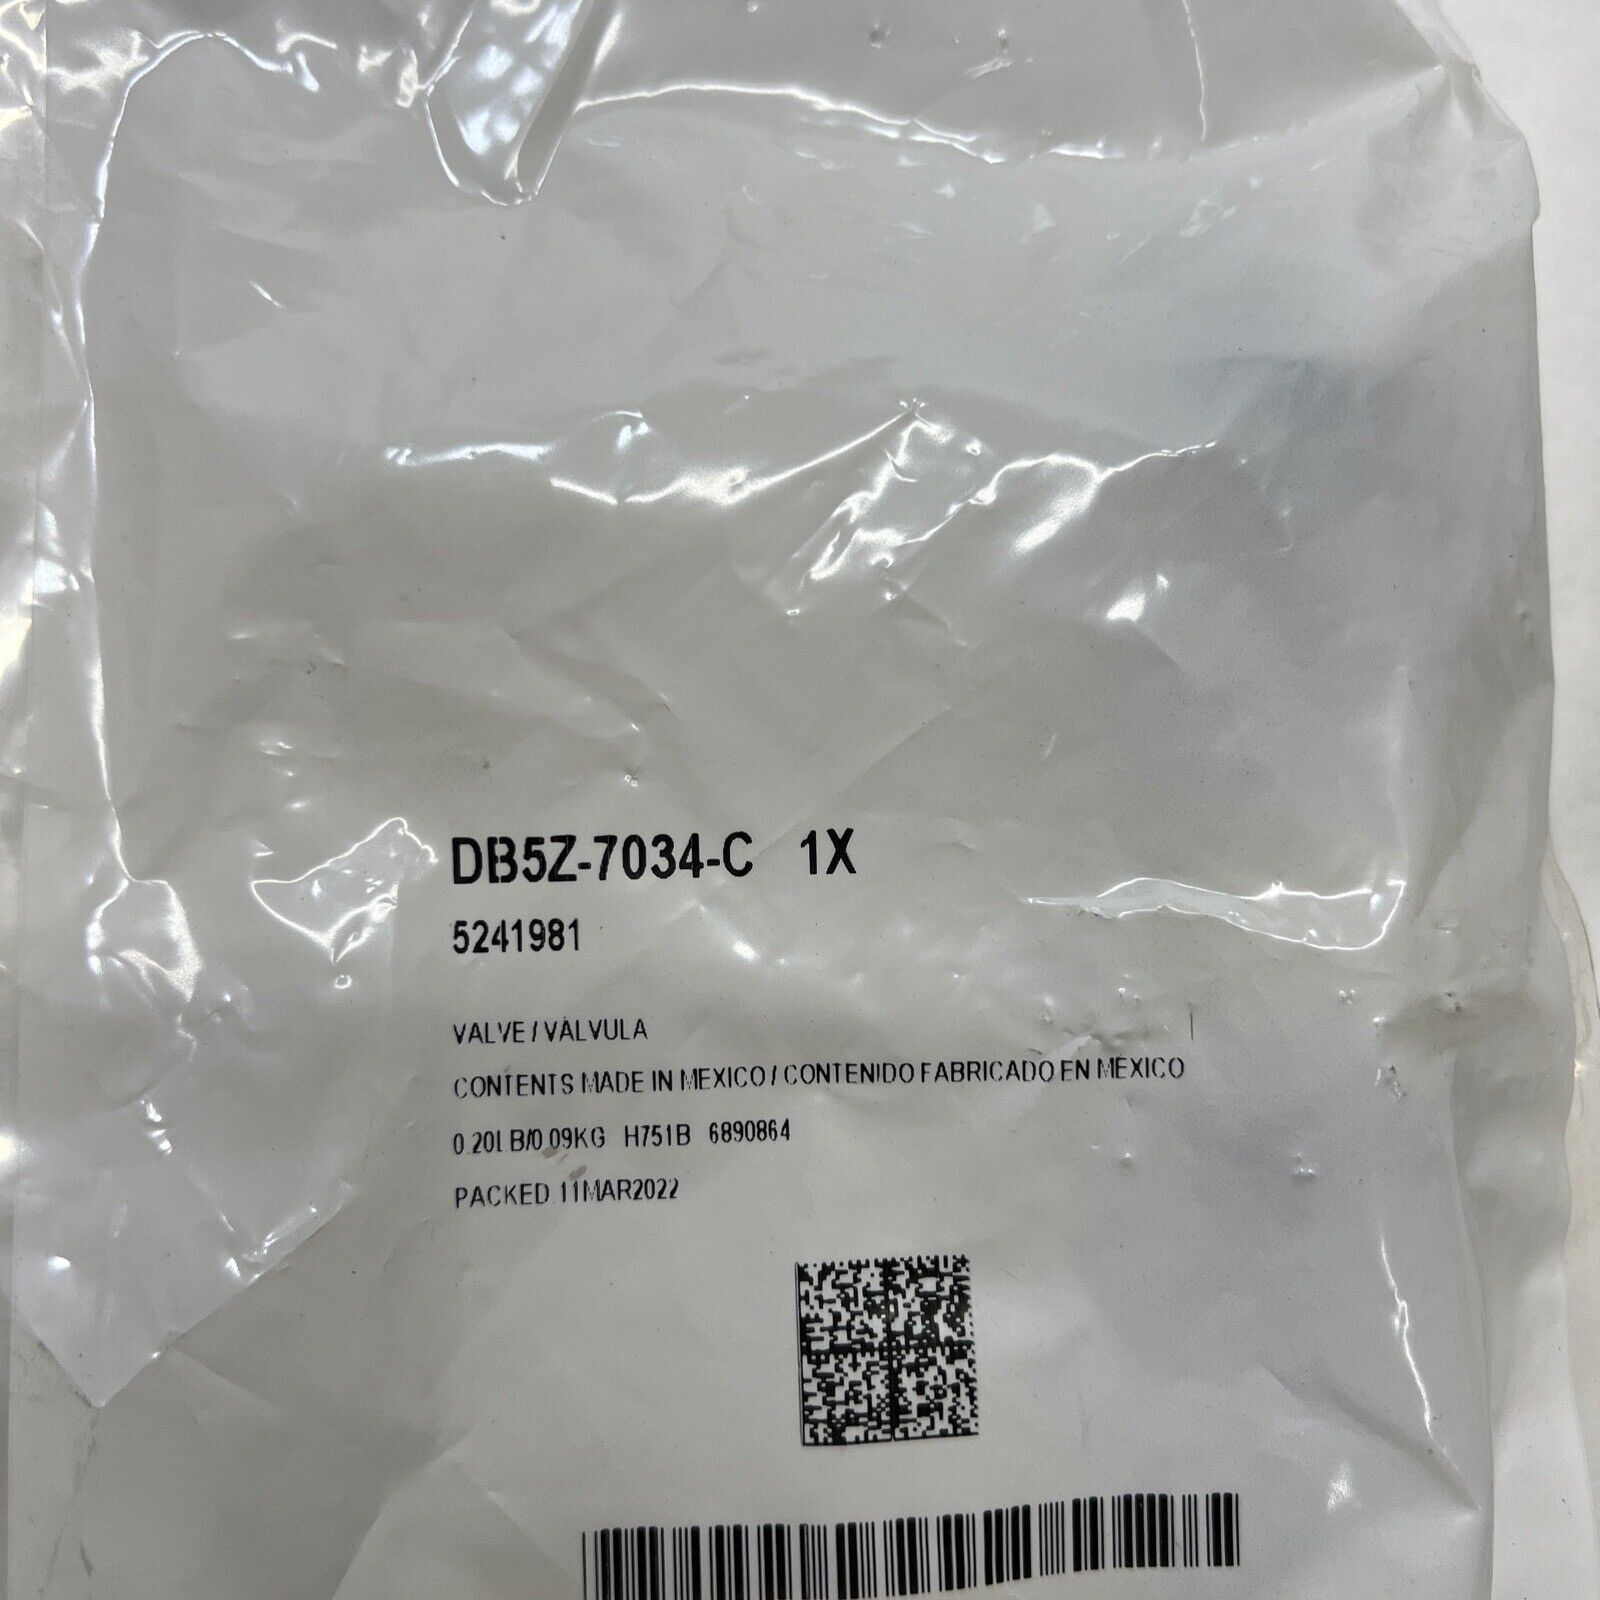 DB5Z-7034-C 1X
5241981
VALVE / VÁLVULA
CONTENTS MADE IN MEXICO / CONTENIDO FABRICADO EN MÉXICO
0.20LB/0.09KG H751B 6890864
PACKED 11MAR2022